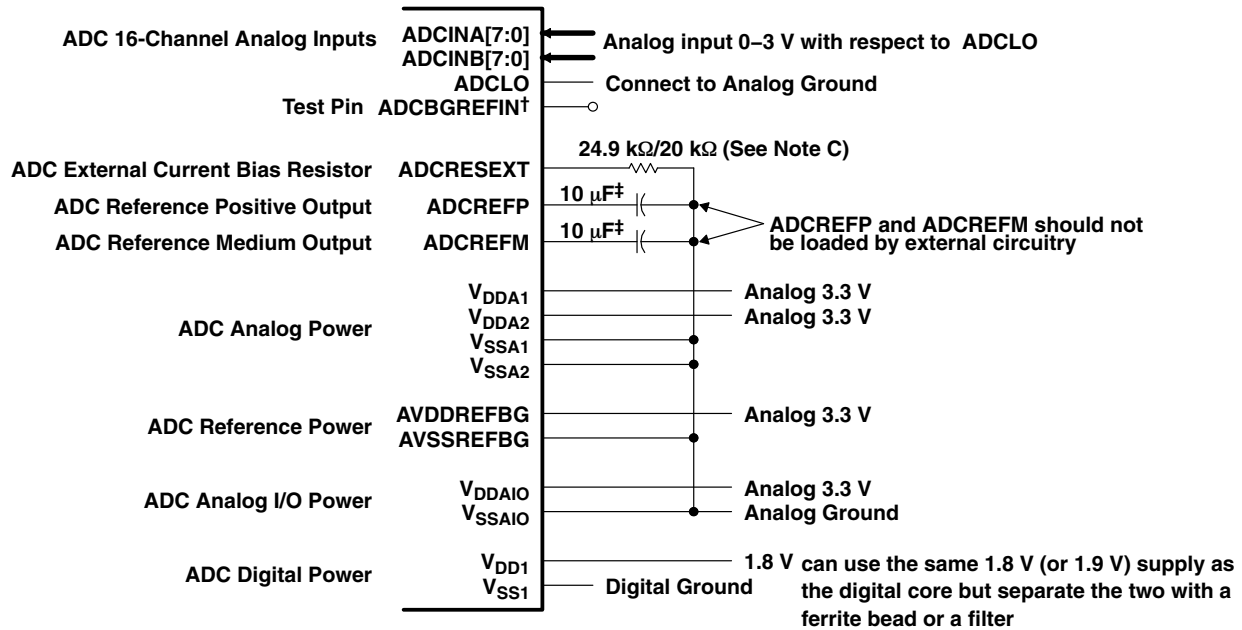 ADC 16-Channel Analog Inputs ADCINA[7:0]
ADCINB[7:0]
Analog input 0–3 V with respect to ADCLO
ADCLO Connect to Analog Ground
Test Pin ADCBGREFIN†
24.9 kΩ/20 kΩ (See Note C)
ADC External Current Bias Resistor ADCRESEXT
ADC Reference Positive Output ADCREFP 10 μF‡
ADC Reference Medium Output ADCREFM 10 μF‡
ADCREFP and ADCREFM should not
be loaded by external circuitry
VDDA1 Analog 3.3 V
VDDA2 Analog 3.3 V
ADC Analog Power
VSSA1
VSSA2
ADC Reference Power
AVDDREFBG Analog 3.3 V
AVSSREFBG
ADC Analog I/O Power
VDDAIO Analog 3.3 V
VSSAIO Analog Ground
ADC Digital Power
VDD1 1.8 V can use the same 1.8 V (or 1.9 V) supply as
the digital core but separate the two with a
ferrite bead or a filter
VSS1 Digital Ground